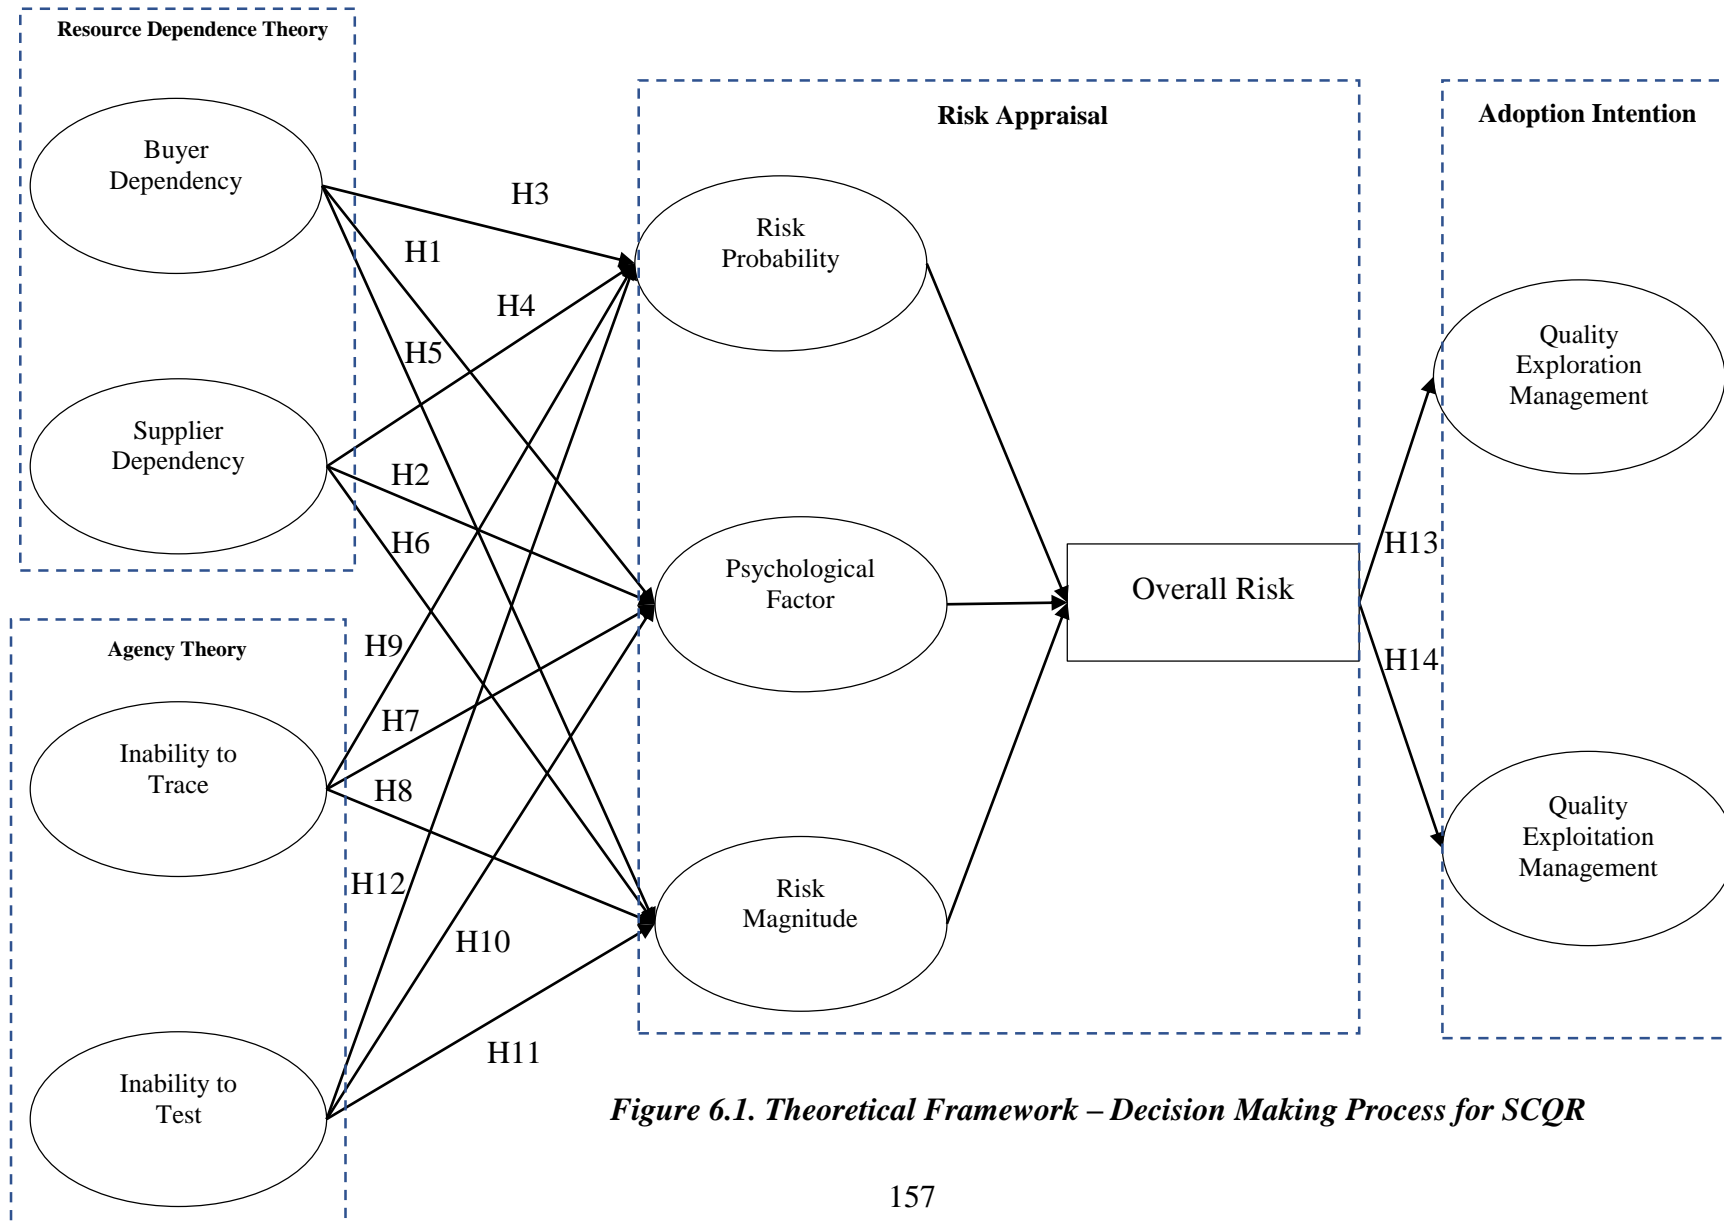 Resource Dependence Theory
Buyer
Dependency
Supplier
Dependency
Agency Theory
Inability to
Trace
Inability to
Test
H3
H1
H4
H5
H2
H6
H9
H7
H8
H12
H10
H11
Risk Appraisal
Risk
Probability
Psychological
Factor
Risk
Magnitude
Overall Risk
H13
H14
Adoption Intention
Quality
Exploration
Management
Quality
Exploitation
Management
Figure 6.1. Theoretical Framework – Decision Making Process for SCQR
157